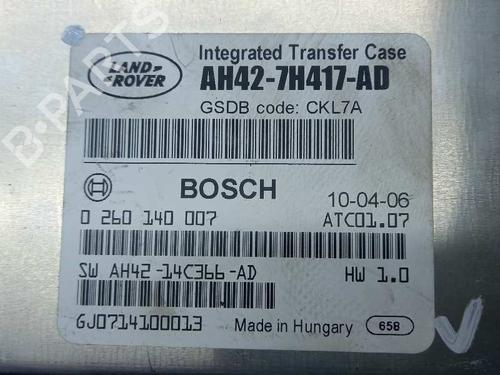 LAND
ROVER
Integrated Transfer Case
AH42-7H417-AD
GSDB code: CKL7A
BOSCH
10-04-06
0 260 140 007
ATC01.07
SW AH42-14C366-AD
HW 1.0
GJ0714100013
Made in Hungary
658
B-PARTS